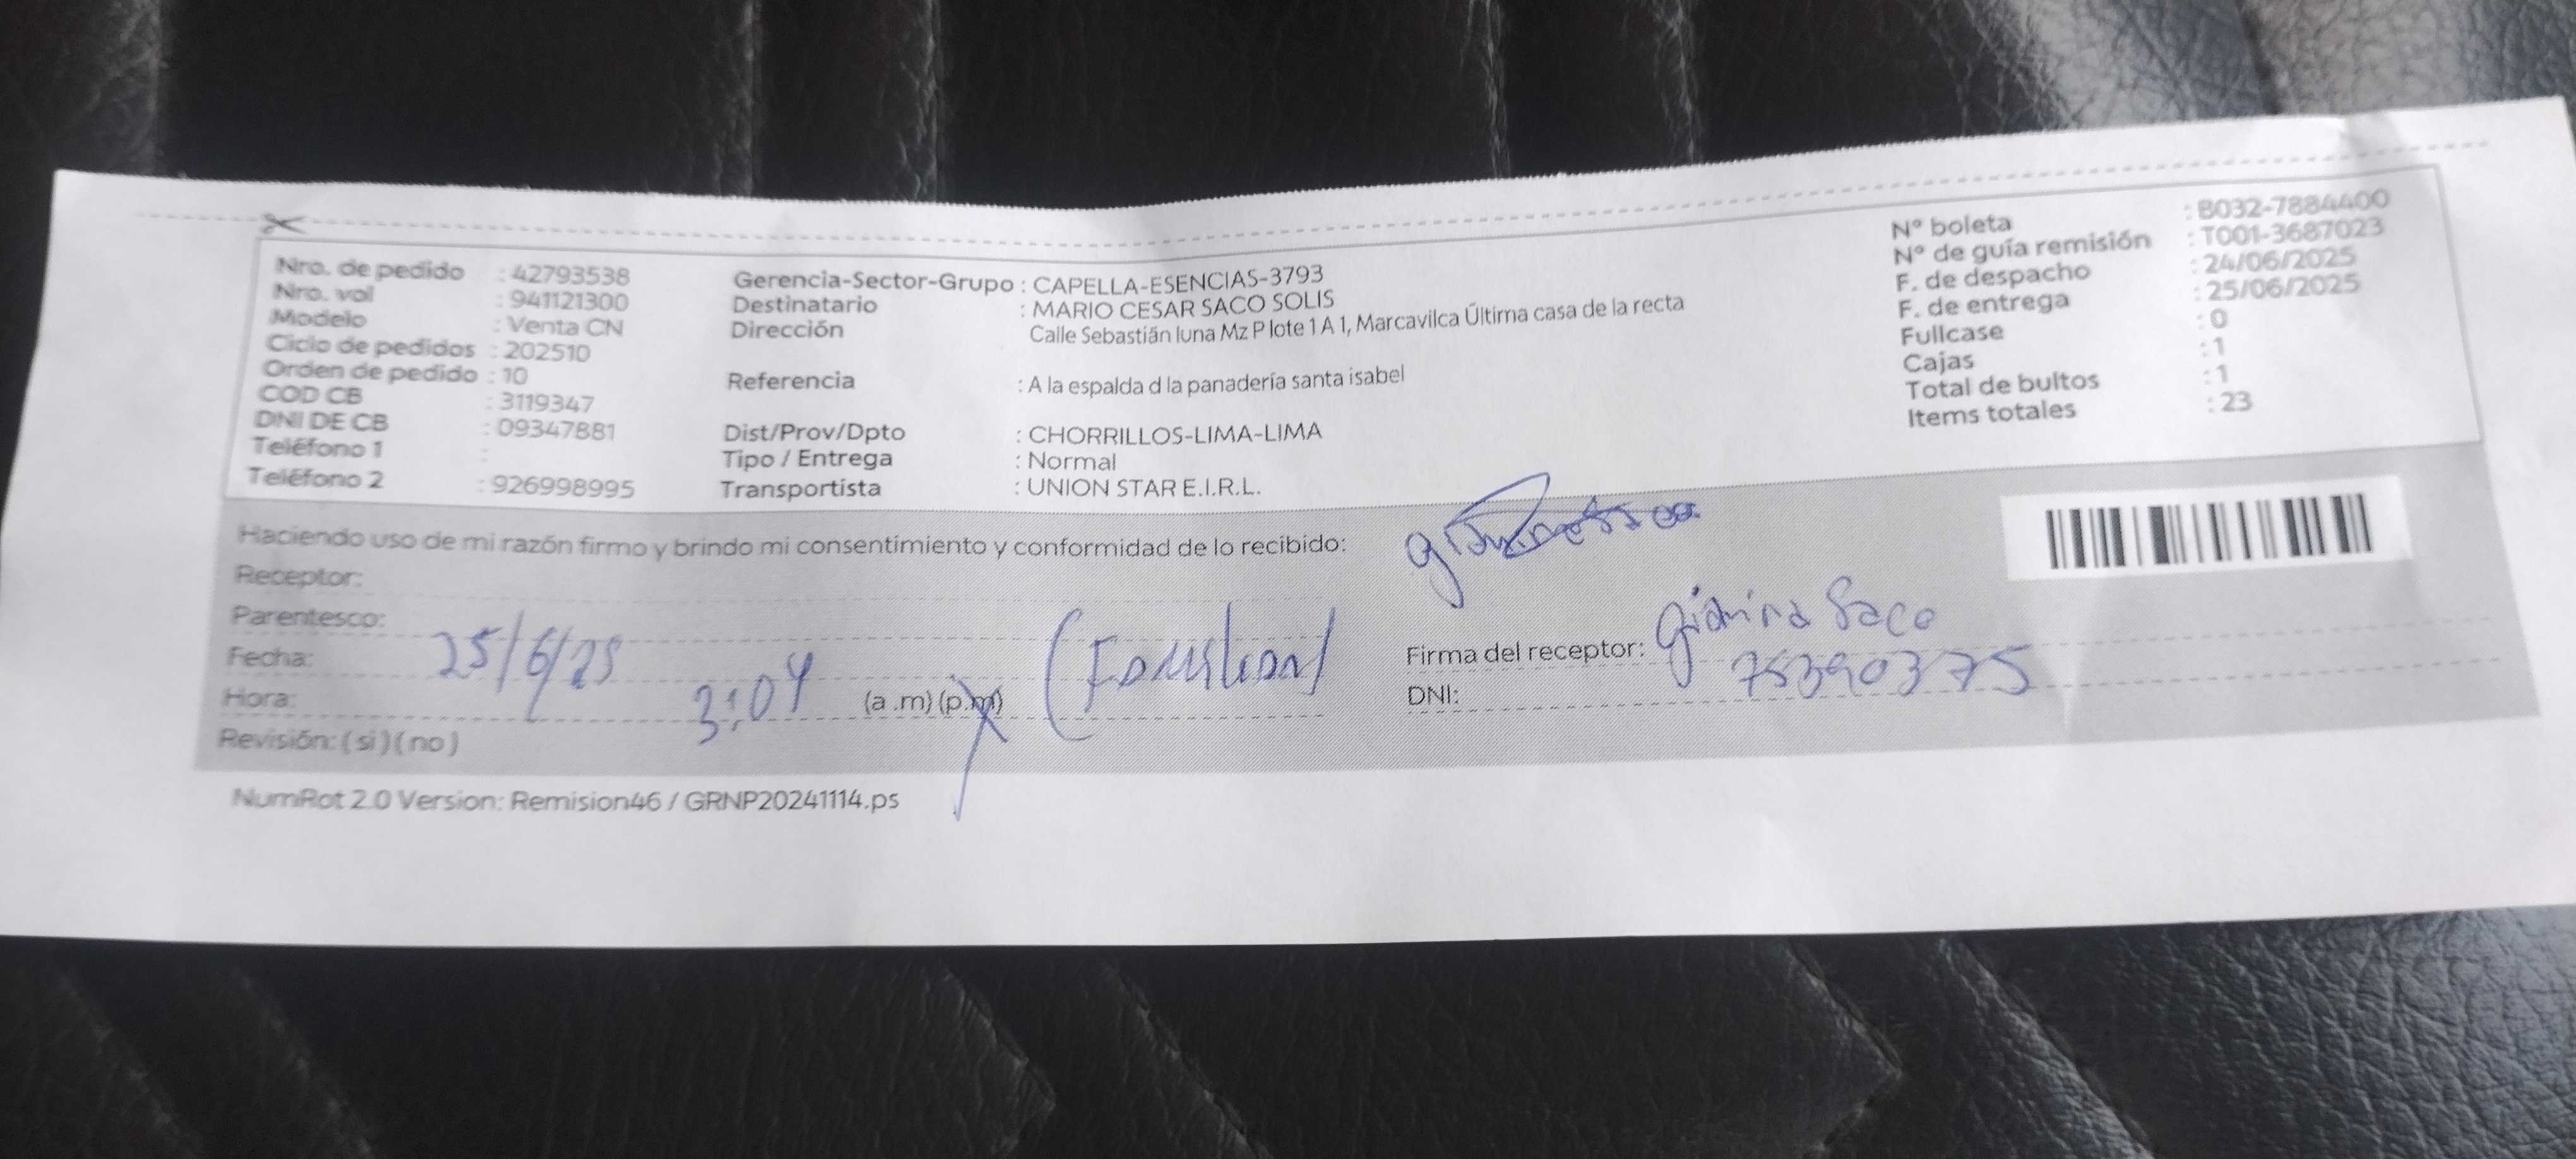 Nro. de pedido : 42793538
Nro. vol : 941121300
Modelo : Venta CN
Ciclo de pedidos : 202510
Orden de pedido : 10
COD CB : 3119347
DNI DE CB : 09347881
Teléfono 1 :
Teléfono 2 : 926998995
Gerencia-Sector-Grupo : CAPELLA-ESENCIAS-3793
Destinatario : MARIO CESAR SACO SOLIS
Dirección Calle Sebastián luna Mz P lote 1 A 1, Marcavilca Última casa de la recta
Referencia : A la espalda d la panadería santa isabel
Dist/Prov/Dpto : CHORRILLOS-LIMA-LIMA
Tipo / Entrega : Normal
Transportista : UNION STAR E.I.R.L.
N° boleta : B032-7884400
N° de guía remisión : T001-3687023
F. de despacho : 24/06/2025
F. de entrega : 25/06/2025
Fullcase : 0
Cajas : 1
Total de bultos : 1
Items totales : 23
Haciendo uso de mi razón firmo y brindo mi consentimiento y conformidad de lo recibido:
Receptor:
Parentesco:
Fecha: 25/6/25
Hora: 3:04 (a .m) (p.m)
Revisión: ( si ) ( no )
Firma del receptor: Gianina Saco
DNI: 75390375
NumRot 2.0 Version: Remision46 / GRNP20241114.ps